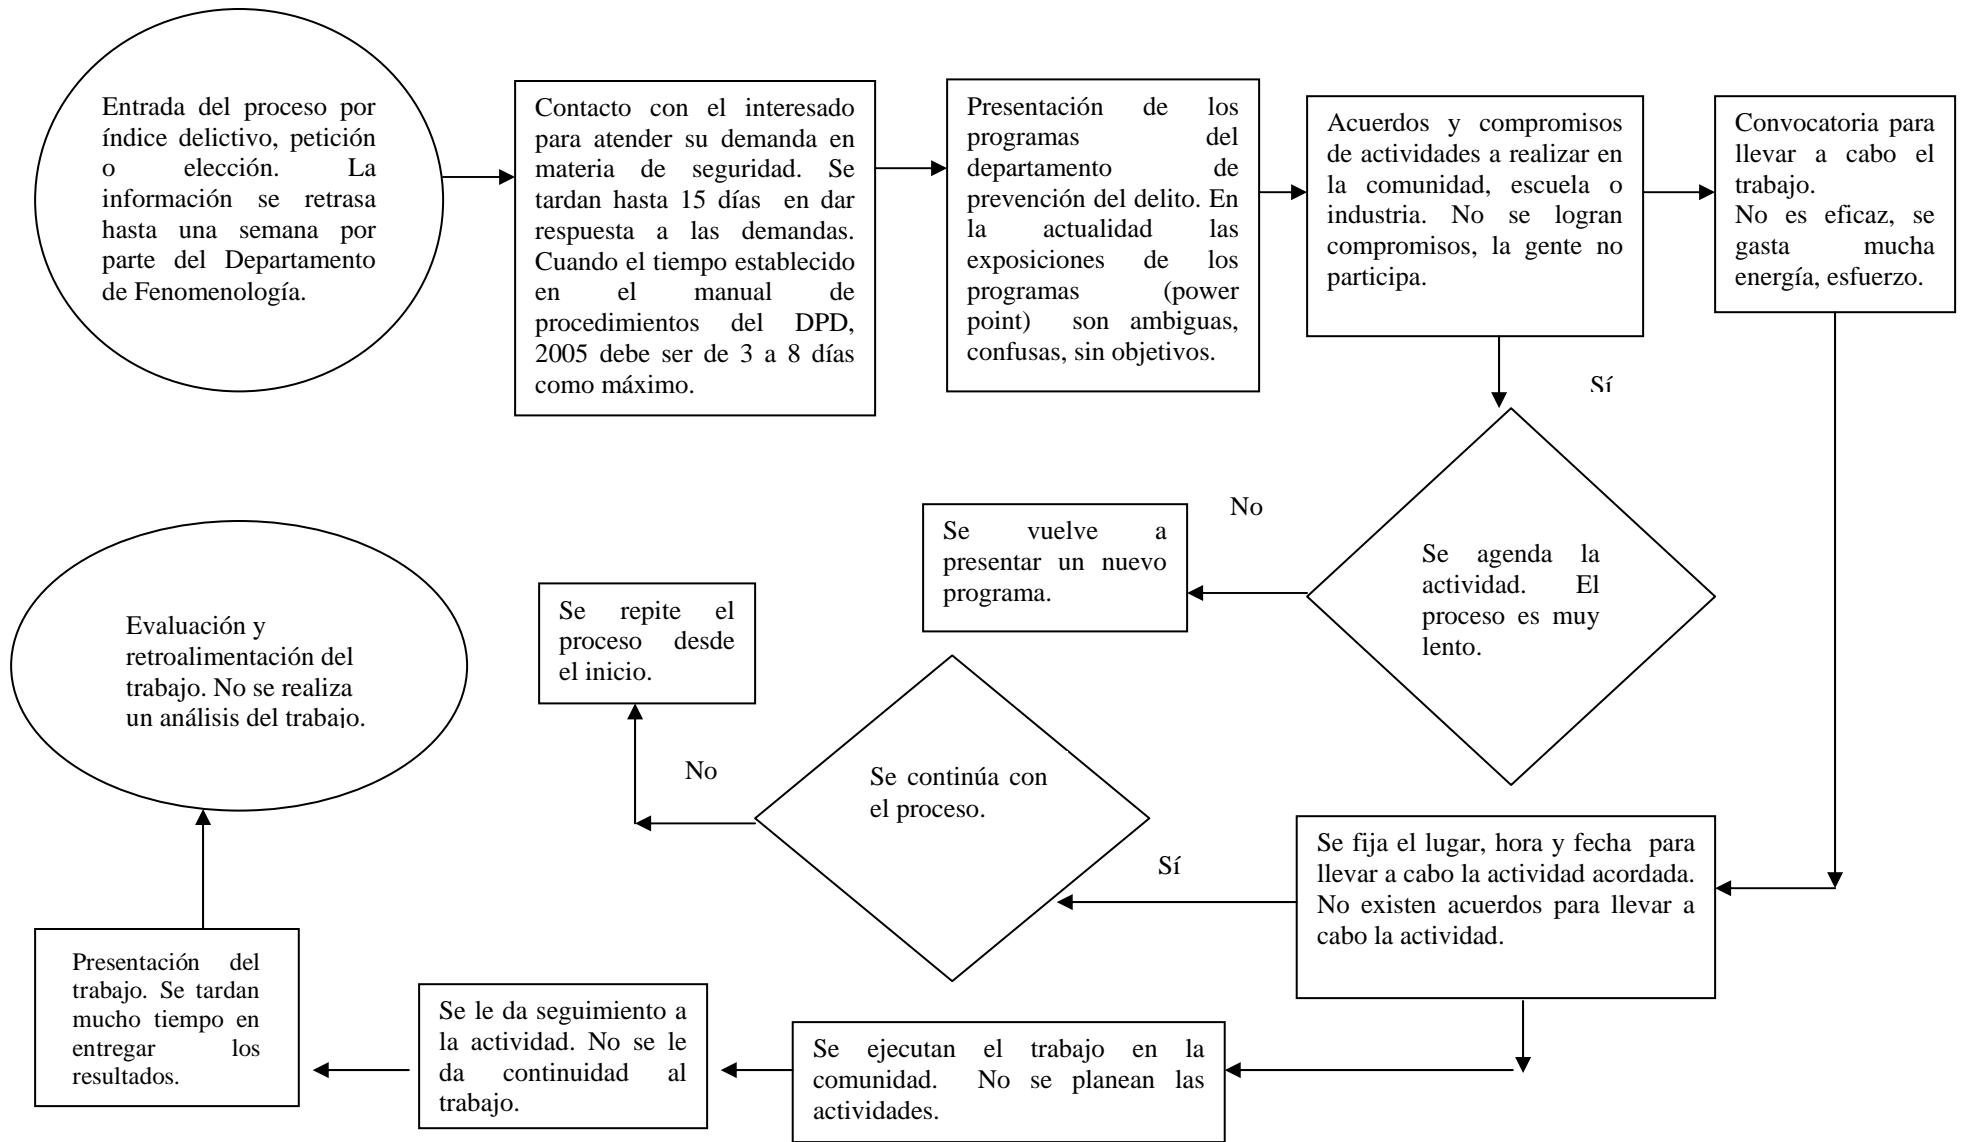 Entrada del proceso por
índice delictivo, petición
o elección. La
información se retrasa
hasta una semana por
parte del Departamento
de Fenomenología.
Contacto con el interesado
para atender su demanda en
materia de seguridad. Se
tardan hasta 15 días en dar
respuesta a las demandas.
Cuando el tiempo establecido
en el manual de
procedimientos del DPD,
2005 debe ser de 3 a 8 días
como máximo.
Presentación de los
programas del
departamento de
prevención del delito. En
la actualidad las
exposiciones de los
programas (power
point) son ambiguas,
confusas, sin objetivos.
Acuerdos y compromisos
de actividades a realizar en
la comunidad, escuela o
industria. No se logran
compromisos, la gente no
participa.
Convocatoria para
llevar a cabo el
trabajo.
No es eficaz, se
gasta mucha
energía, esfuerzo.
Sí
No
Se agenda la
actividad. El
proceso es muy
lento.
Se vuelve a
presentar un nuevo
programa.
Se repite el
proceso desde
el inicio.
No
Se continúa con
el proceso.
Sí
Se fija el lugar, hora y fecha para
llevar a cabo la actividad acordada.
No existen acuerdos para llevar a
cabo la actividad.
Se ejecutan el trabajo en la
comunidad. No se planean las
actividades.
Se le da seguimiento a
la actividad. No se le
da continuidad al
trabajo.
Presentación del
trabajo. Se tardan
mucho tiempo en
entregar los
resultados.
Evaluación y
retroalimentación del
trabajo. No se realiza
un análisis del trabajo.